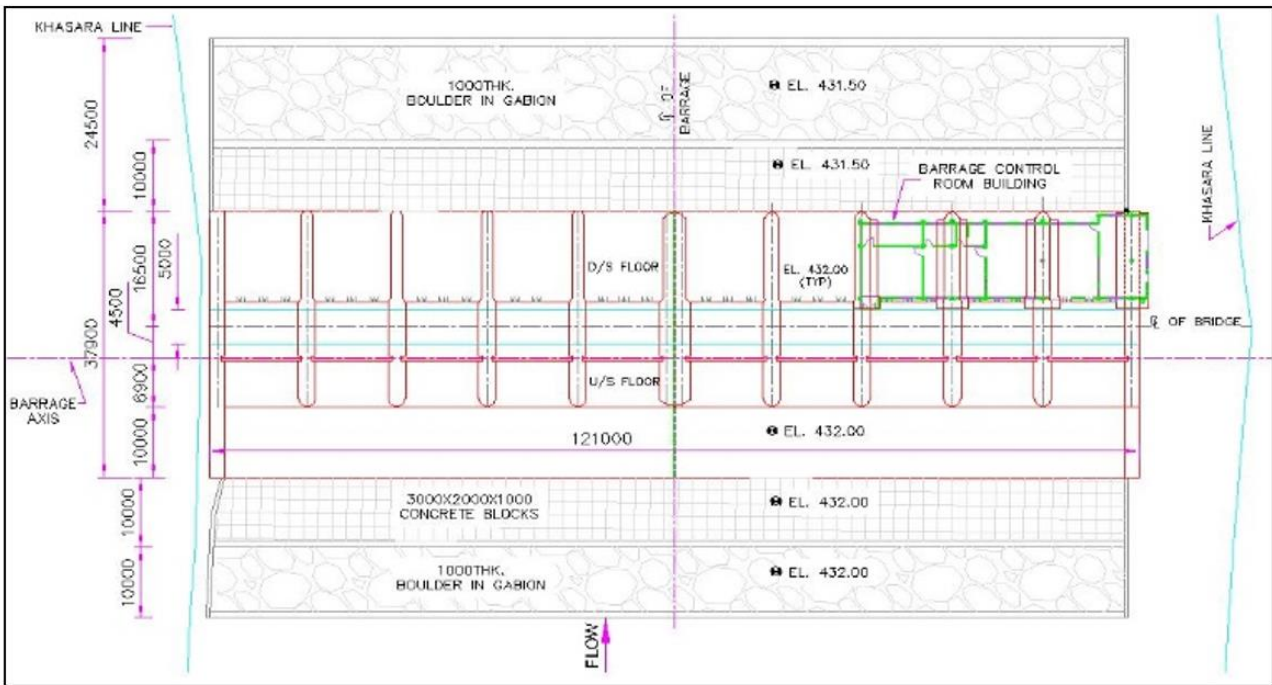 KHASARA LINE
1000THK.
BOULDER IN GABION
EL. 431.50
℄ OF
BARRAGE
24500
10000
EL. 431.50
BARRAGE CONTROL
ROOM BUILDING
KHASARA LINE
16500
5000
4500
37900
D/S FLOOR
EL. 432.00
(TYP)
℄ OF BRIDGE
6900
U/S FLOOR
BARRAGE
AXIS
10000
EL. 432.00
121000
10000
3000X2000X1000
CONCRETE BLOCKS
EL. 432.00
10000
1000THK.
BOULDER IN GABION
EL. 432.00
FLOW